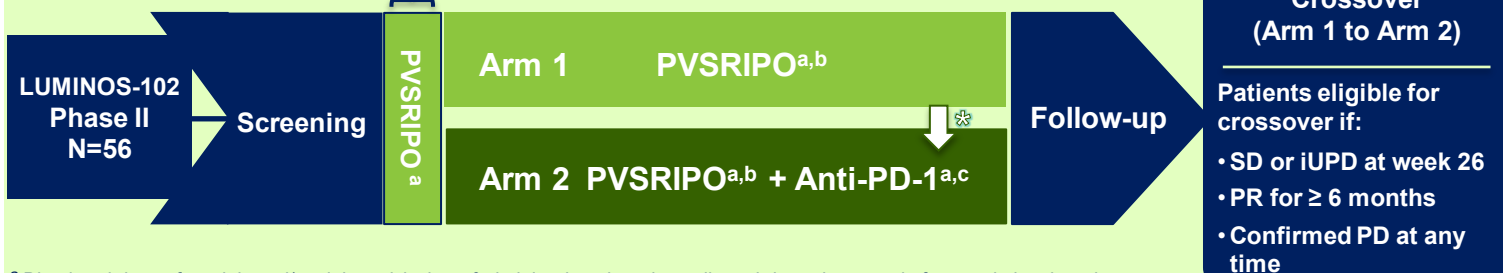 LUMINOS-102
Phase II
N=56
Screening
PVSRIPO a
Arm 1 PVSRIPOa,b
*
Arm 2 PVSRIPOa,b + Anti-PD-1a,c
Follow-up
Crossover
(Arm 1 to Arm 2)
Patients eligible for
crossover if:
• SD or iUPD at week 26
• PR for ≥ 6 months
• Confirmed PD at any
time